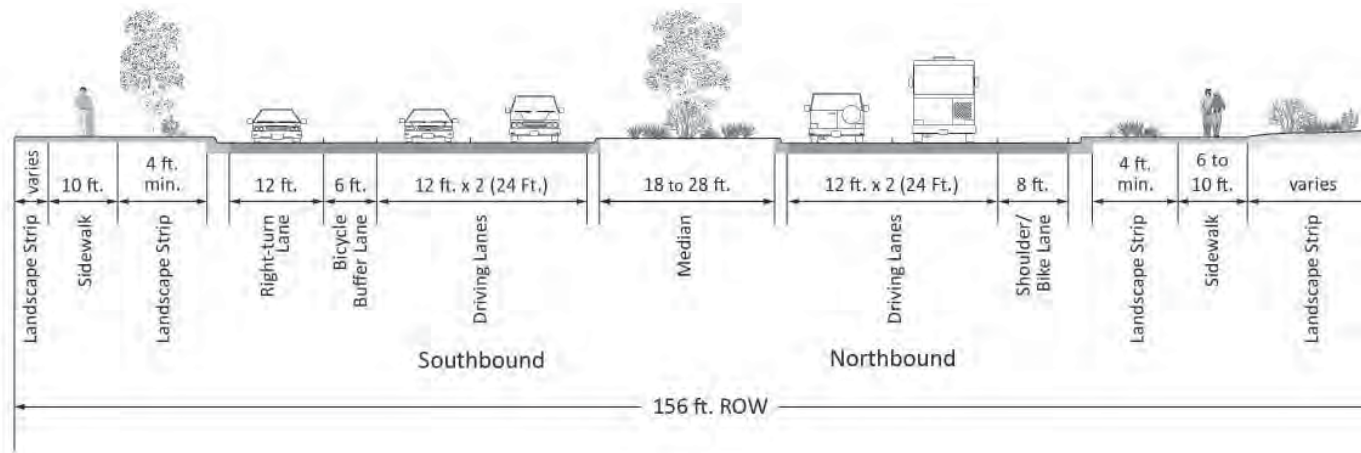 varies
10 ft.
4 ft.
min.
12 ft.
6 ft.
12 ft. x 2 (24 Ft.)
18 to 28 ft.
12 ft. x 2 (24 Ft.)
8 ft.
4 ft.
min.
6 to
10 ft.
varies
Landscape Strip
Sidewalk
Landscape Strip
Right-turn
Lane
Bicycle
Buffer Lane
Driving Lanes
Median
Driving Lanes
Shoulder/
Bike Lane
Landscape Strip
Sidewalk
Landscape Strip
Southbound
Northbound
156 ft. ROW